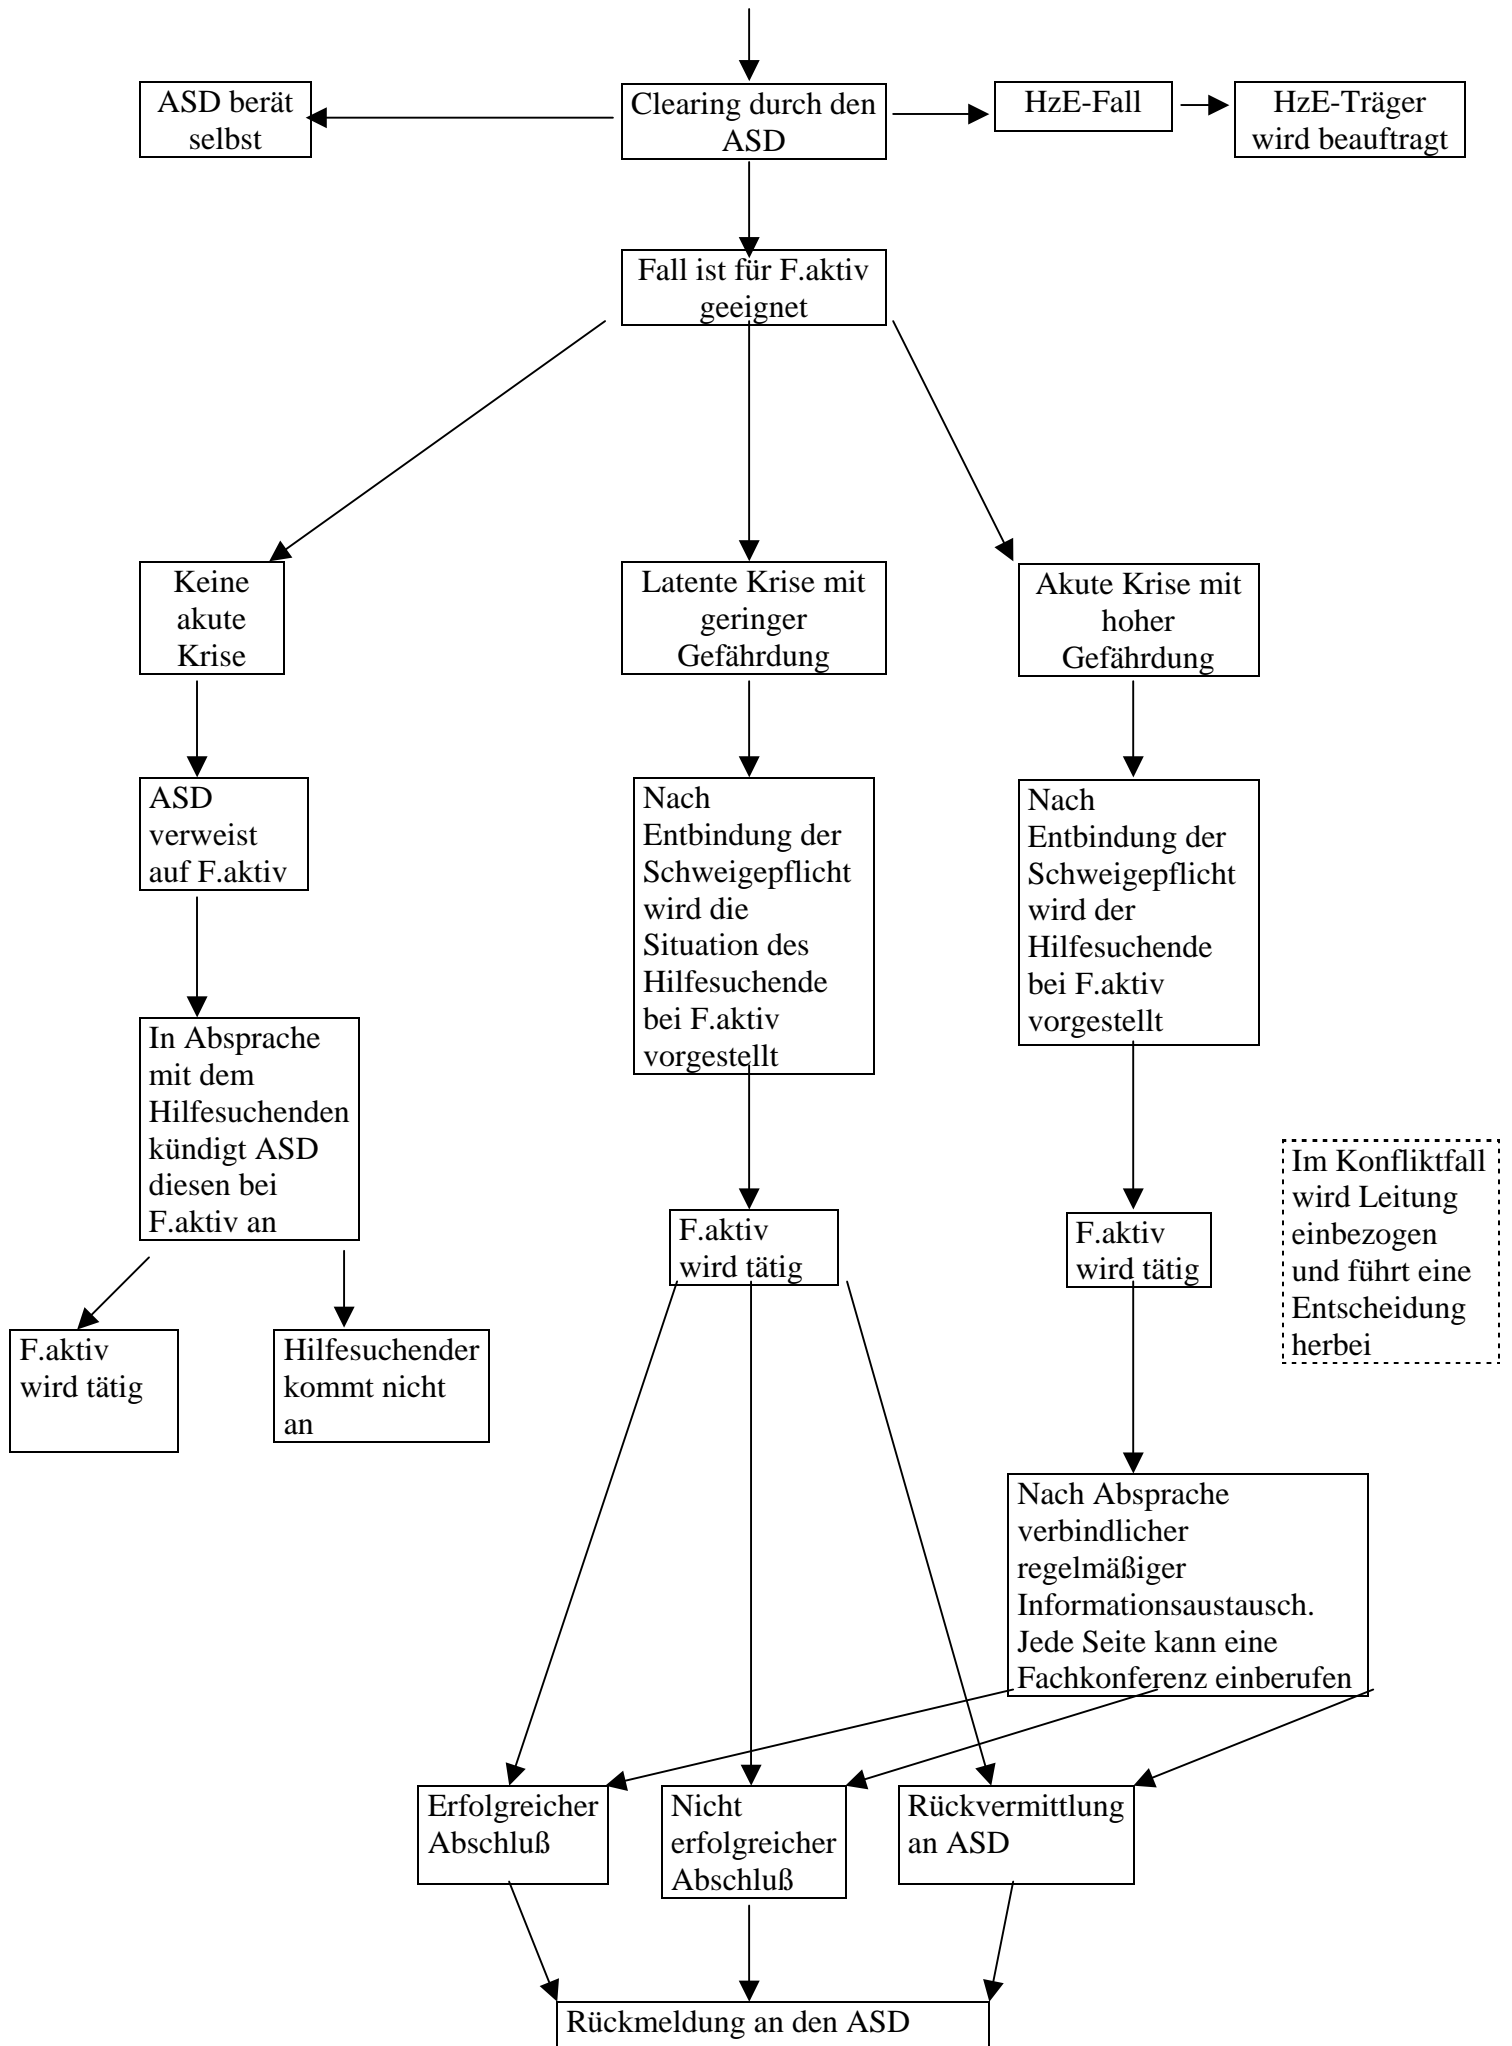 ASD berät
selbst
Clearing durch den
ASD
HzE-Fall
HzE-Träger
wird beauftragt
Fall ist für F.aktiv
geeignet
Keine
akute
Krise
Latente Krise mit
geringer
Gefährdung
Akute Krise mit
hoher
Gefährdung
ASD
verweist
auf F.aktiv
Nach
Entbindung der
Schweigepflicht
wird die
Situation des
Hilfesuchende
bei F.aktiv
vorgestellt
Nach
Entbindung der
Schweigepflicht
wird der
Hilfesuchende
bei F.aktiv
vorgestellt
In Absprache
mit dem
Hilfesuchenden
kündigt ASD
diesen bei
F.aktiv an
Im Konfliktfall
wird Leitung
einbezogen
und führt eine
Entscheidung
herbei
F.aktiv
wird tätig
F.aktiv
wird tätig
F.aktiv
wird tätig
Hilfesuchender
kommt nicht
an
Nach Absprache
verbindlicher
regelmäßiger
Informationsaustausch.
Jede Seite kann eine
Fachkonferenz einberufen
Erfolgreicher
Abschluß
Nicht
erfolgreicher
Abschluß
Rückvermittlung
an ASD
Rückmeldung an den ASD